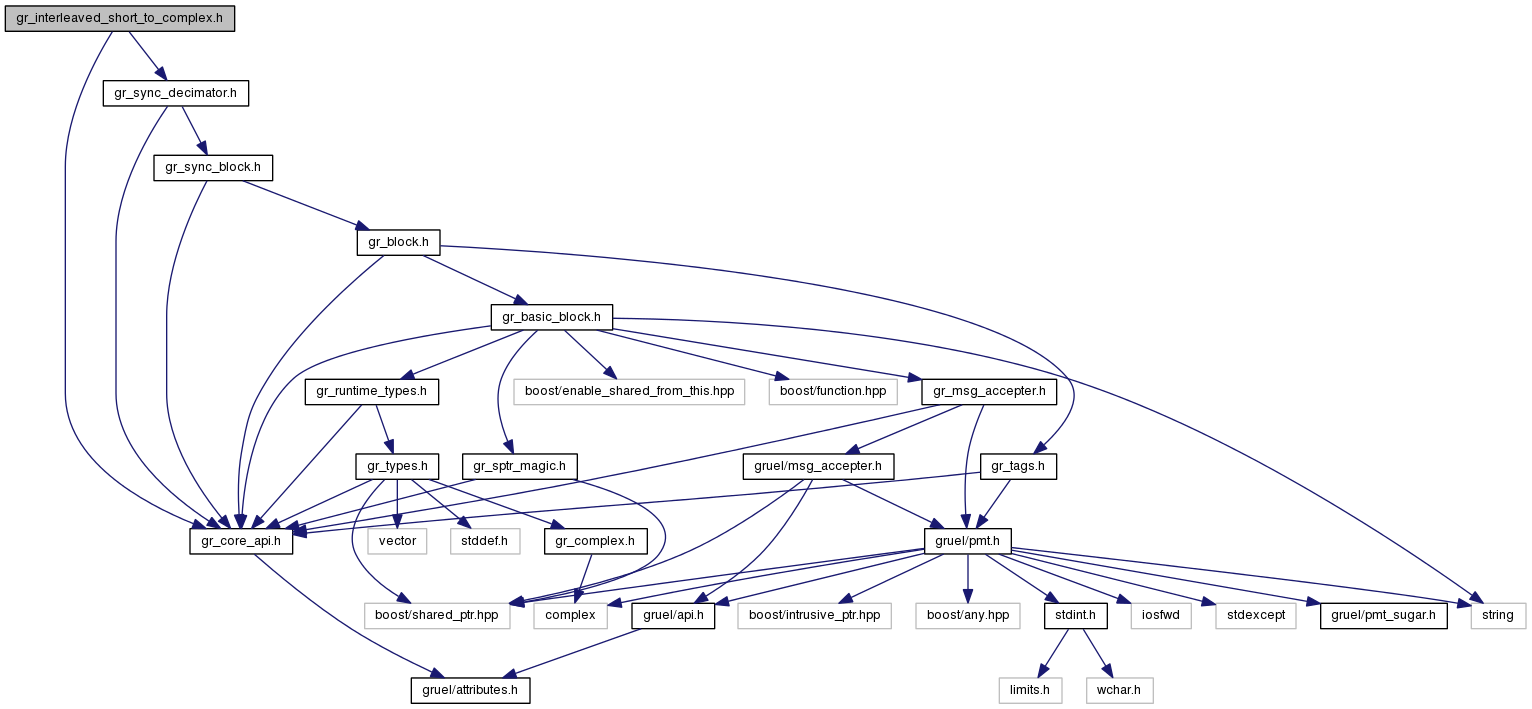 gr_interleaved_short_to_complex.h
gr_sync_decimator.h
gr_sync_block.h
gr_block.h
gr_basic_block.h
gr_runtime_types.h
boost/enable_shared_from_this.hpp
boost/function.hpp
gr_msg_accepter.h
gr_types.h
gr_sptr_magic.h
gruel/msg_accepter.h
gr_tags.h
gr_core_api.h
vector
stddef.h
gr_complex.h
gruel/pmt.h
boost/shared_ptr.hpp
complex
gruel/api.h
boost/intrusive_ptr.hpp
boost/any.hpp
stdint.h
iosfwd
stdexcept
gruel/pmt_sugar.h
string
gruel/attributes.h
limits.h
wchar.h